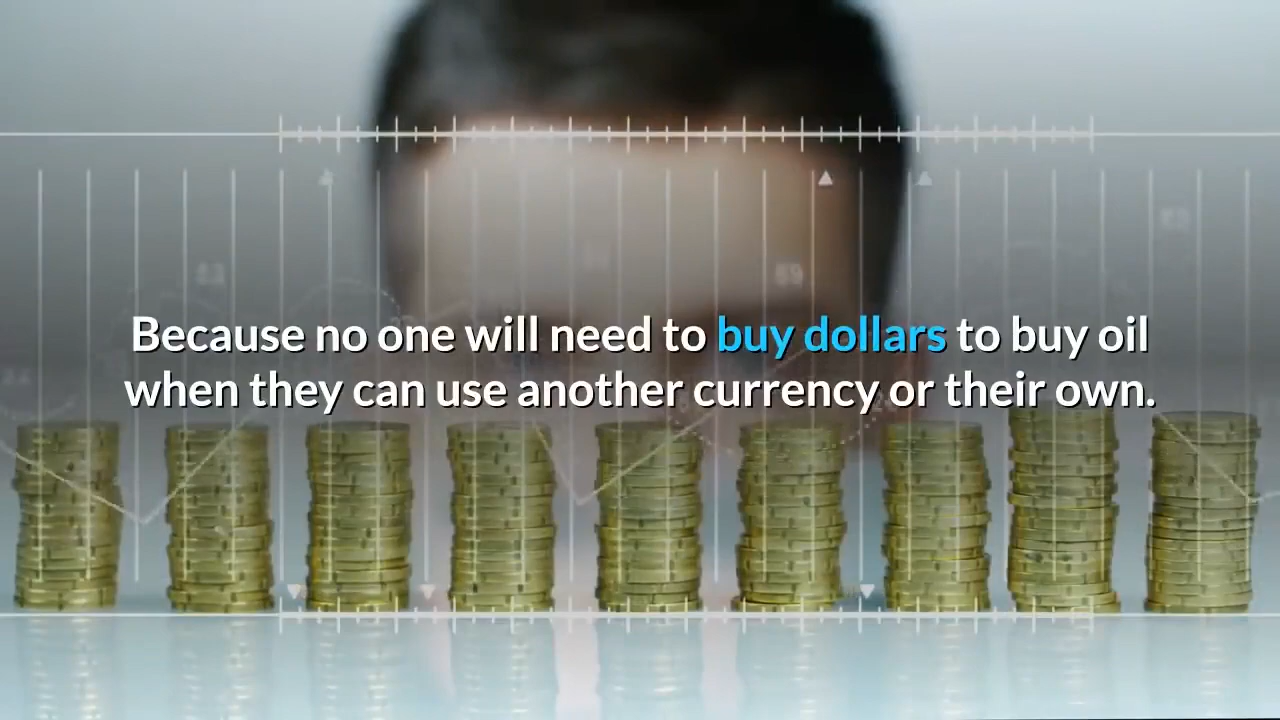 Because no one will need to buy dollars to buy oil
when they can use another currency or their own.